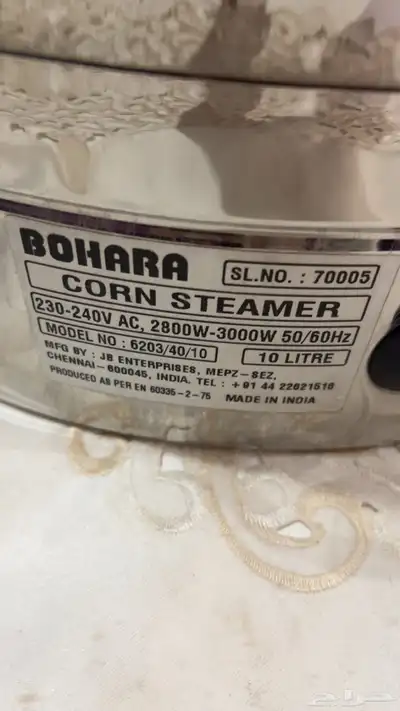 BOHARA
SL.NO. : 70005
CORN STEAMER
230-240V AC, 2800W-3000W 50/60Hz
MODEL NO : 6203/40/10
10 LITRE
MFG BY : JB ENTERPRISES, MEPZ-SEZ,
CHENNAI-600045, INDIA. TEL : +91 44 22621518
PRODUCED AS PER EN 60335-2-75
MADE IN INDIA
حراج